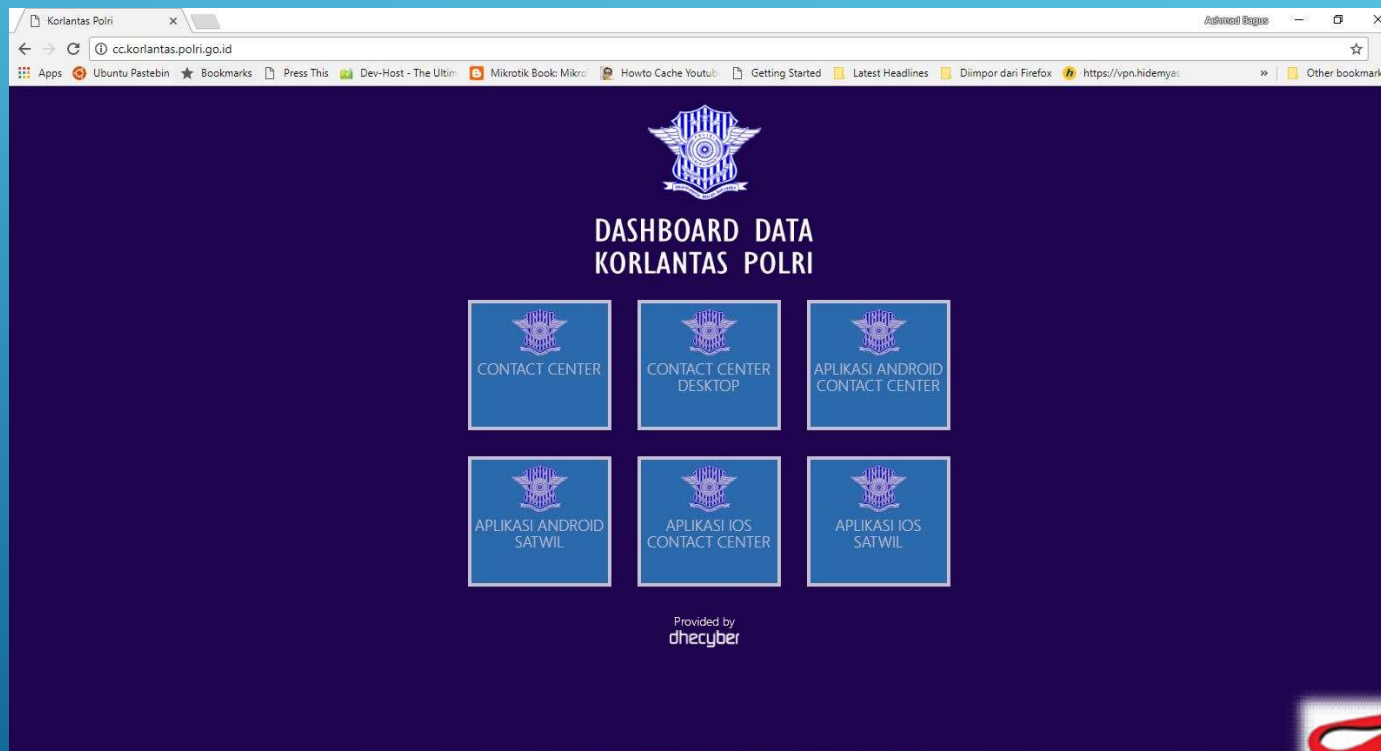 Korlantas Polri
Achmad Bagus
cc.korlantas.polri.go.id
Apps Ubuntu Pastebin Bookmarks Press This Dev-Host - The Ultim Mikrotik Book: Mikro Howto Cache Youtub Getting Started Latest Headlines Diimpor dari Firefox https://vpn.hidemyas » Other bookmark
DASHBOARD DATA
KORLANTAS POLRI
CONTACT CENTER
CONTACT CENTER
DESKTOP
APLIKASI ANDROID
CONTACT CENTER
APLIKASI ANDROID
SATWIL
APLIKASI IOS
CONTACT CENTER
APLIKASI IOS
SATWIL
Provided by
dhecyber